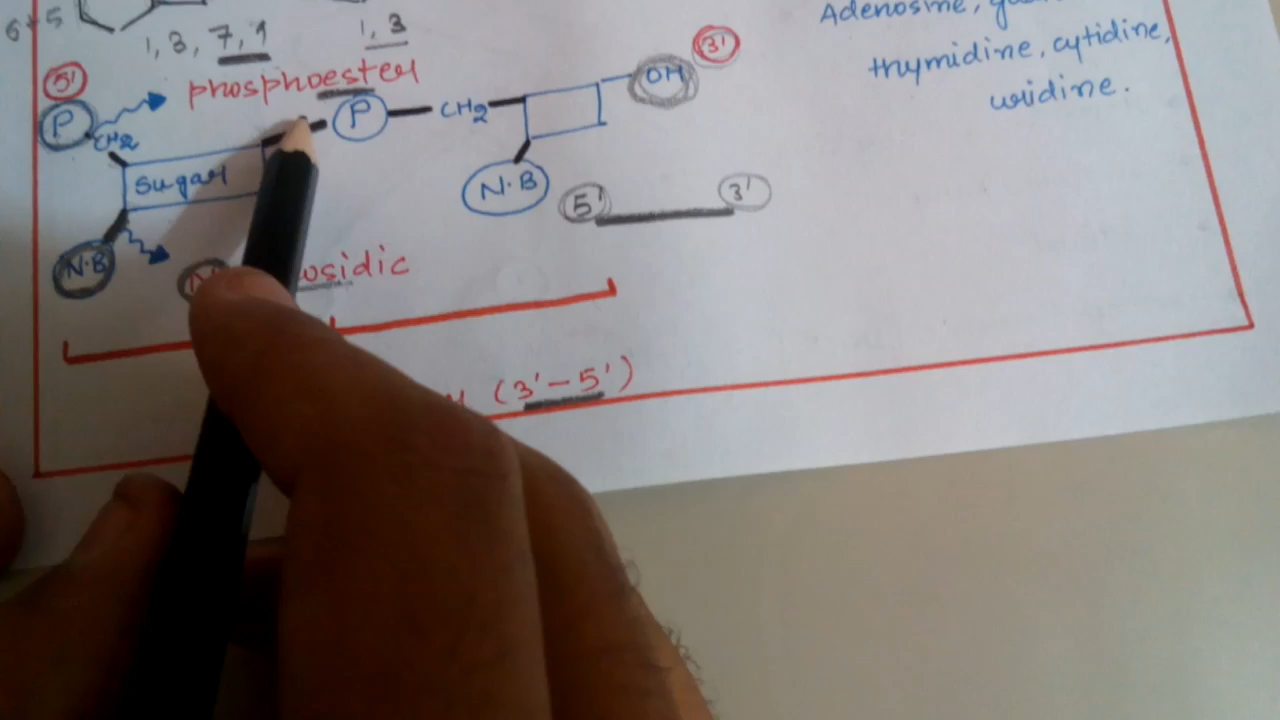 6+5
1, 3, 7, 9
1, 3
Adenosine,
thymidine, cytidine,
uridine.
5'
phosphoester
3'
OH
P
CH2
P
CH2
Sugar
N·B
N·B
5'
3'
(3'-5')